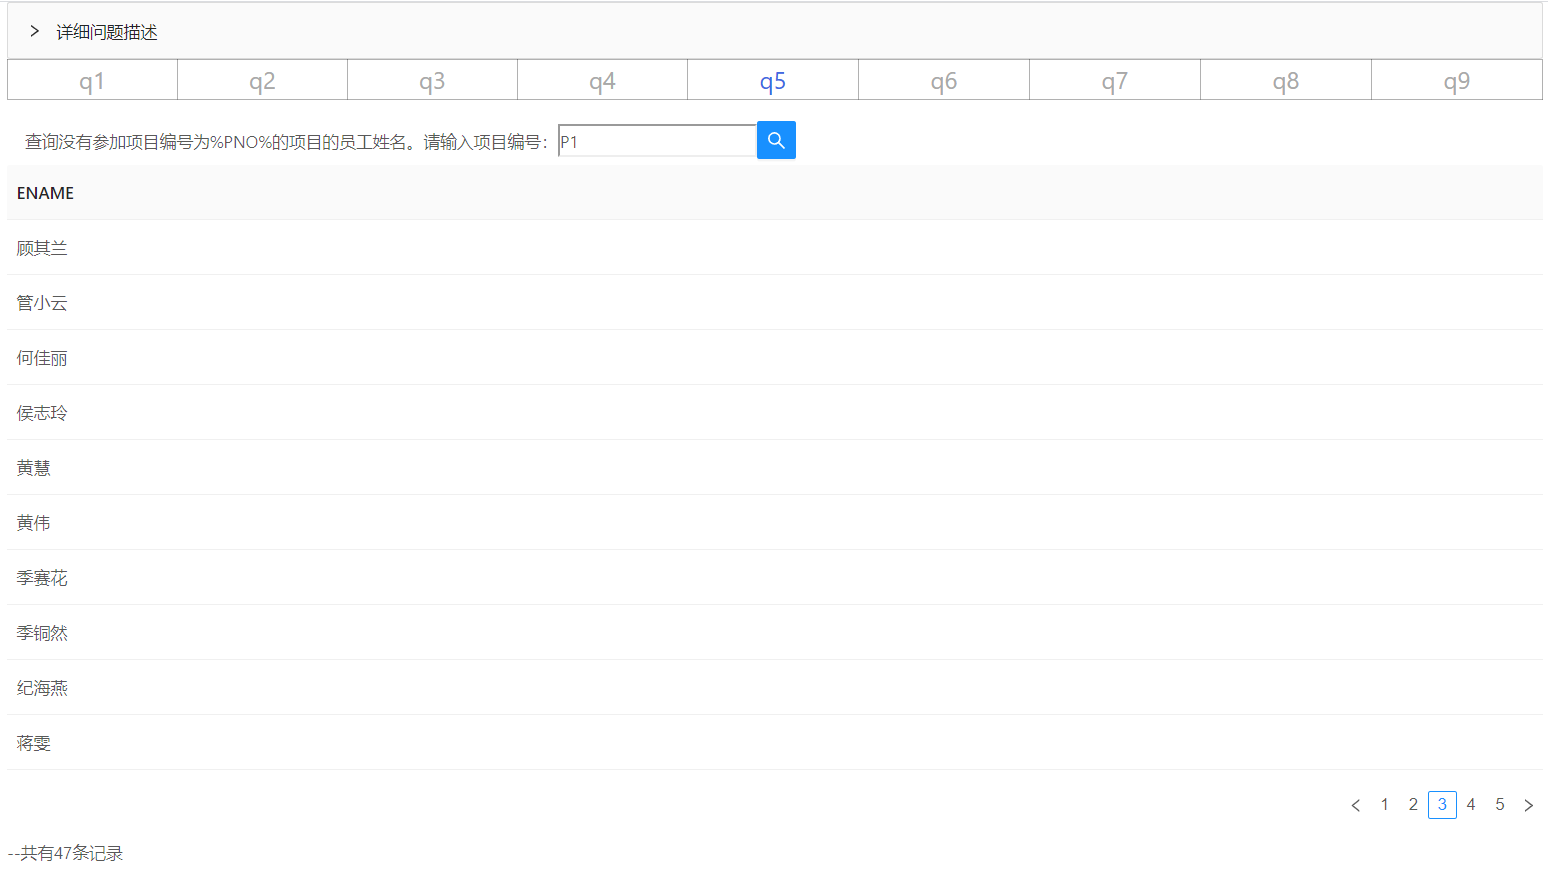 详细问题描述
q1 q2 q3 q4 q5 q6 q7 q8 q9
查询没有参加项目编号为%PNO%的项目的员工姓名。请输入项目编号： P1
ENAME
顾其兰
管小云
何佳丽
侯志玲
黄慧
黄伟
季赛花
季铜然
纪海燕
蒋雯
< 1 2 3 4 5 >
--共有47条记录